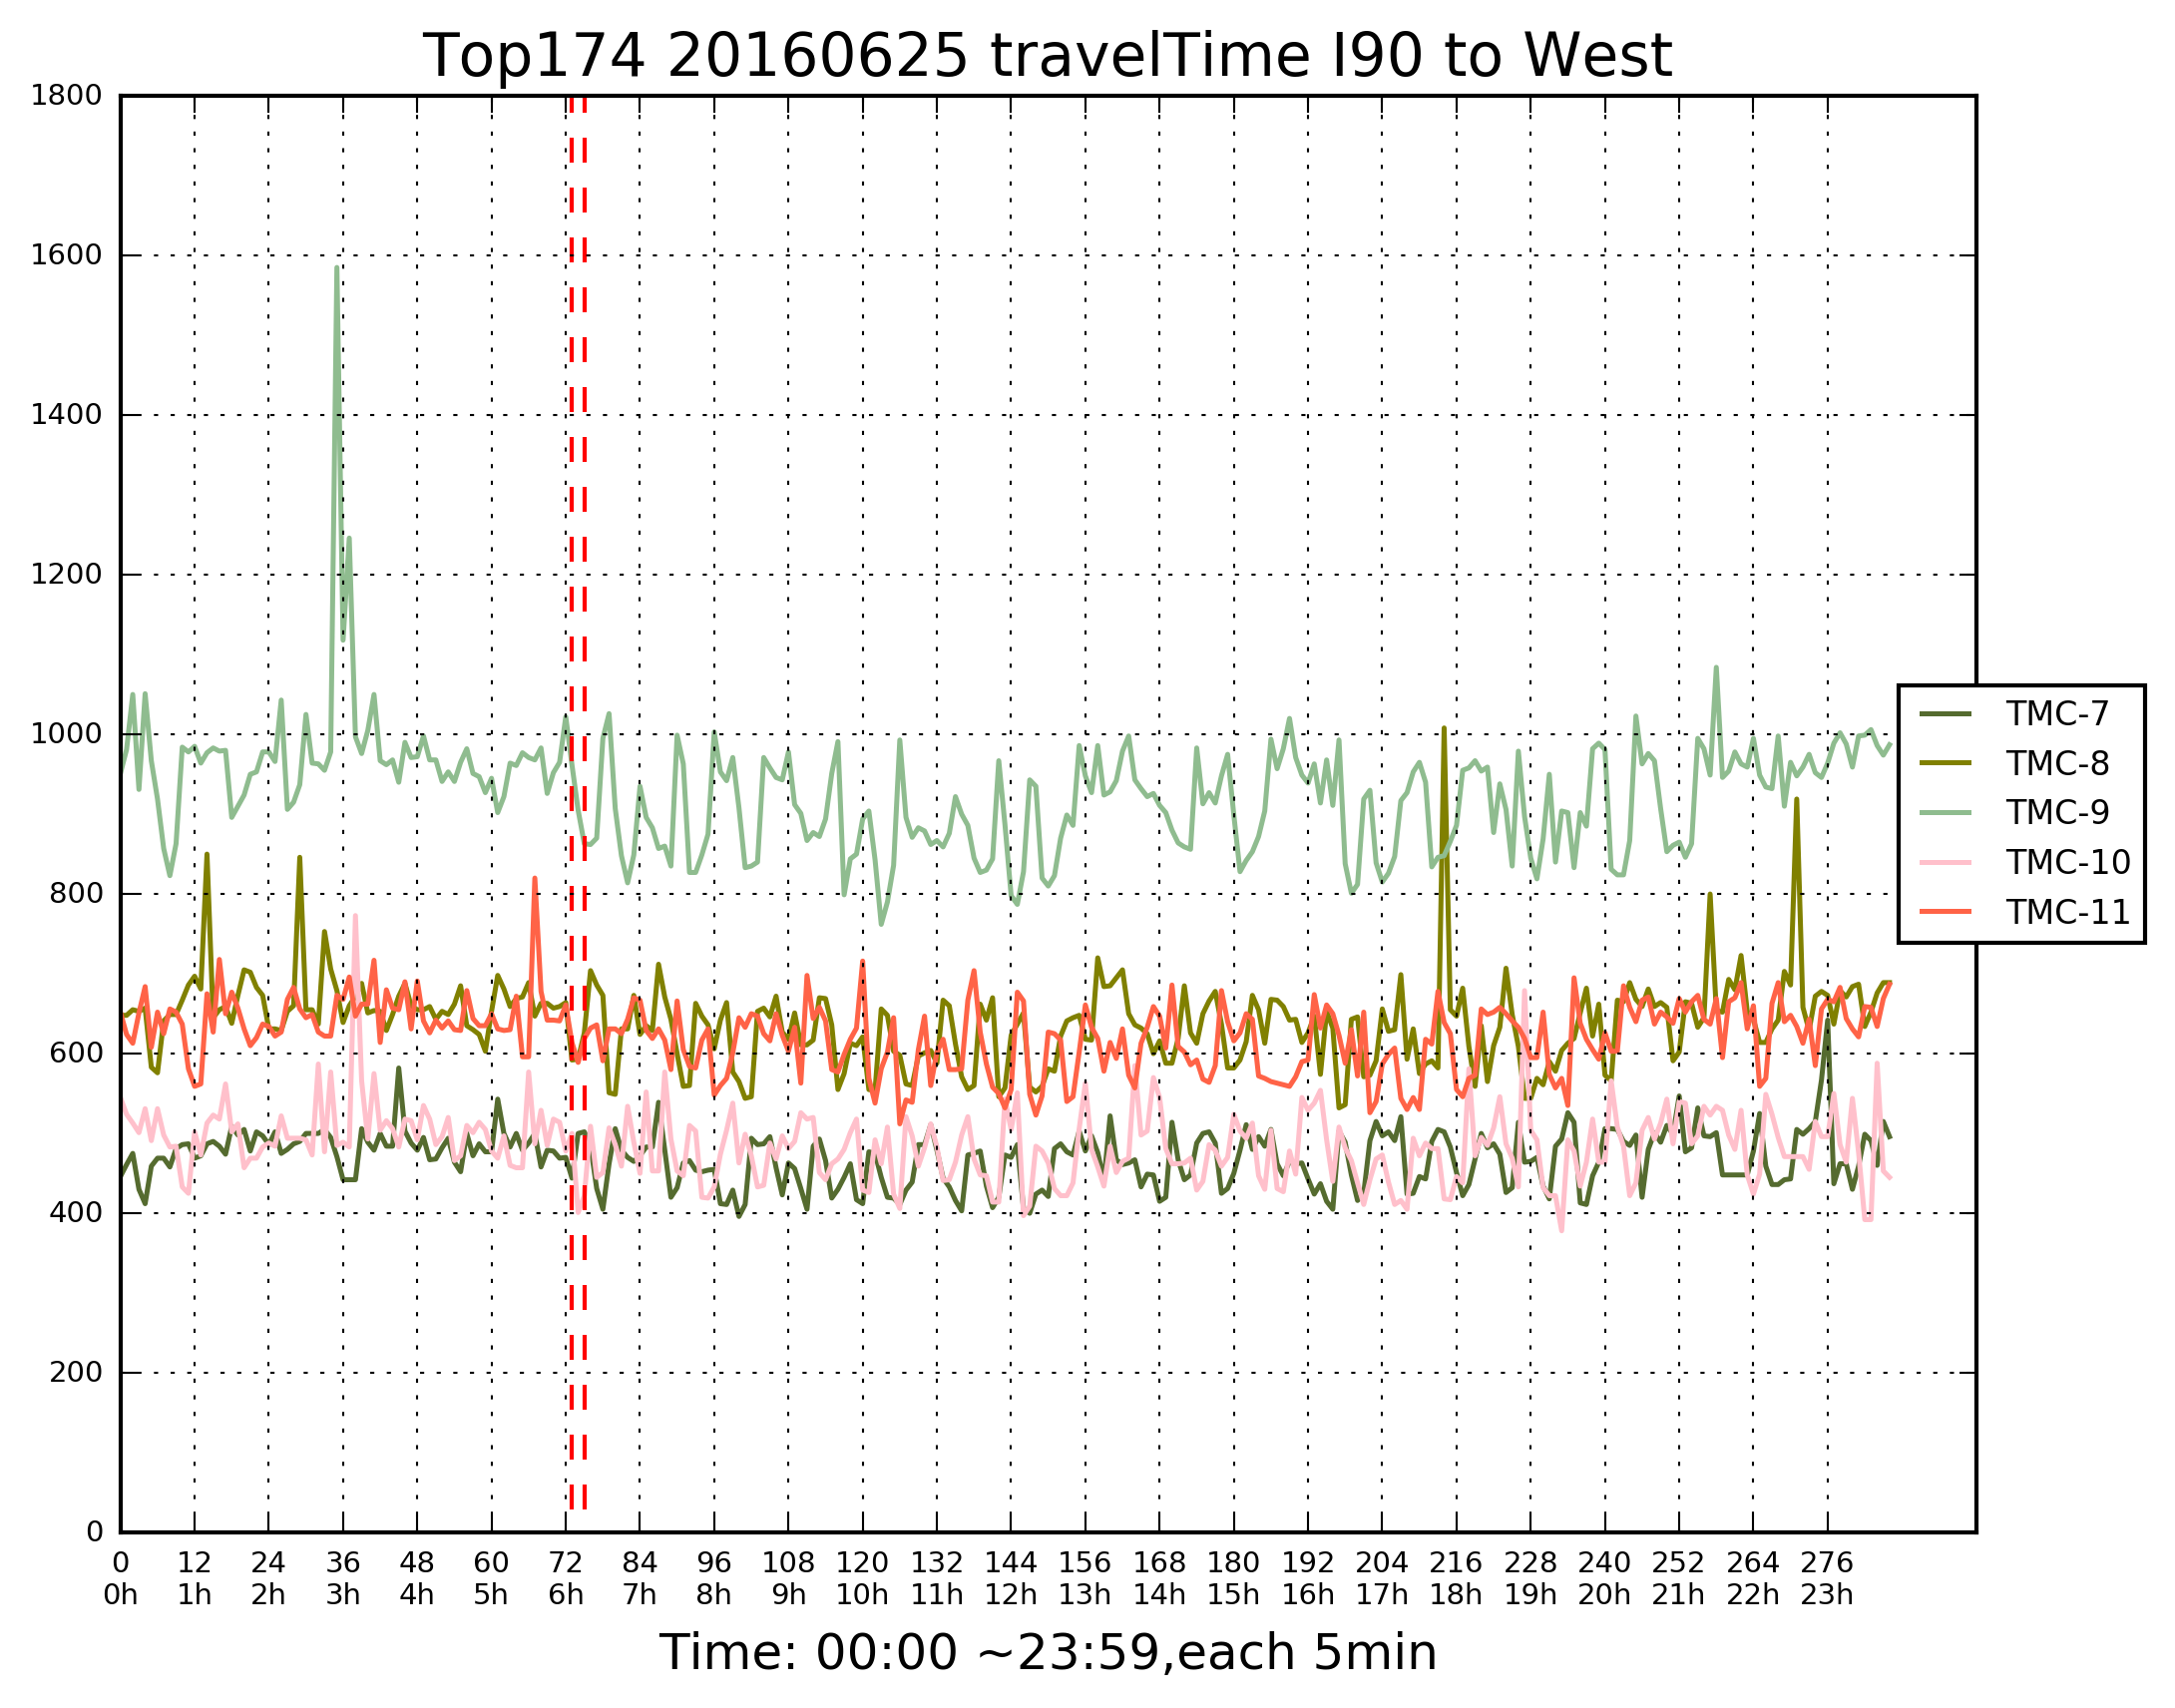 Top174 20160625 travelTime I90 to West
1800
1600
1400
1200
1000
800
600
400
200
0
TMC-7
TMC-8
TMC-9
TMC-10
TMC-11
0 12 24 36 48 60 72 84 96 108 120 132 144 156 168 180 192 204 216 228 240 252 264 276
0h 1h 2h 3h 4h 5h 6h 7h 8h 9h 10h 11h 12h 13h 14h 15h 16h 17h 18h 19h 20h 21h 22h 23h
Time: 00:00 ~23:59,each 5min